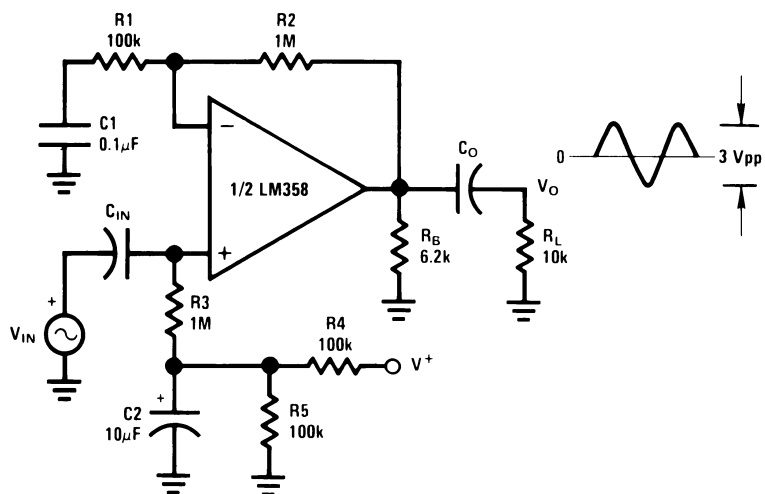 R1
100k
R2
1M
C1
0.1μF
−
1/2 LM358
+
CO
VO
0
3 Vpp
CIN
RB
6.2k
RL
10k
+
VIN
R3
1M
R4
100k
V+
+
C2
10μF
R5
100k